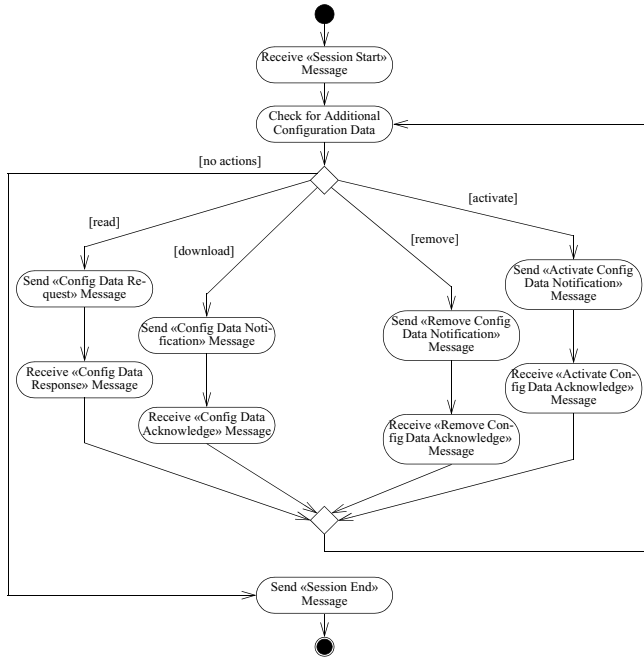 Receive «Session Start»
Message
Check for Additional
Configuration Data
[no actions]
[activate]
[read]
[download]
[remove]
Send «Config Data Re-
quest» Message
Send «Config Data Noti-
fication» Message
Send «Remove Config
Data Notification»
Message
Send «Activate Config
Data Notification»
Message
Receive «Config Data
Response» Message
Receive «Config Data
Acknowledge» Message
Receive «Remove Con-
fig Data Acknowledge»
Message
Receive «Activate Con-
fig Data Acknowledge»
Message
Send «Session End»
Message